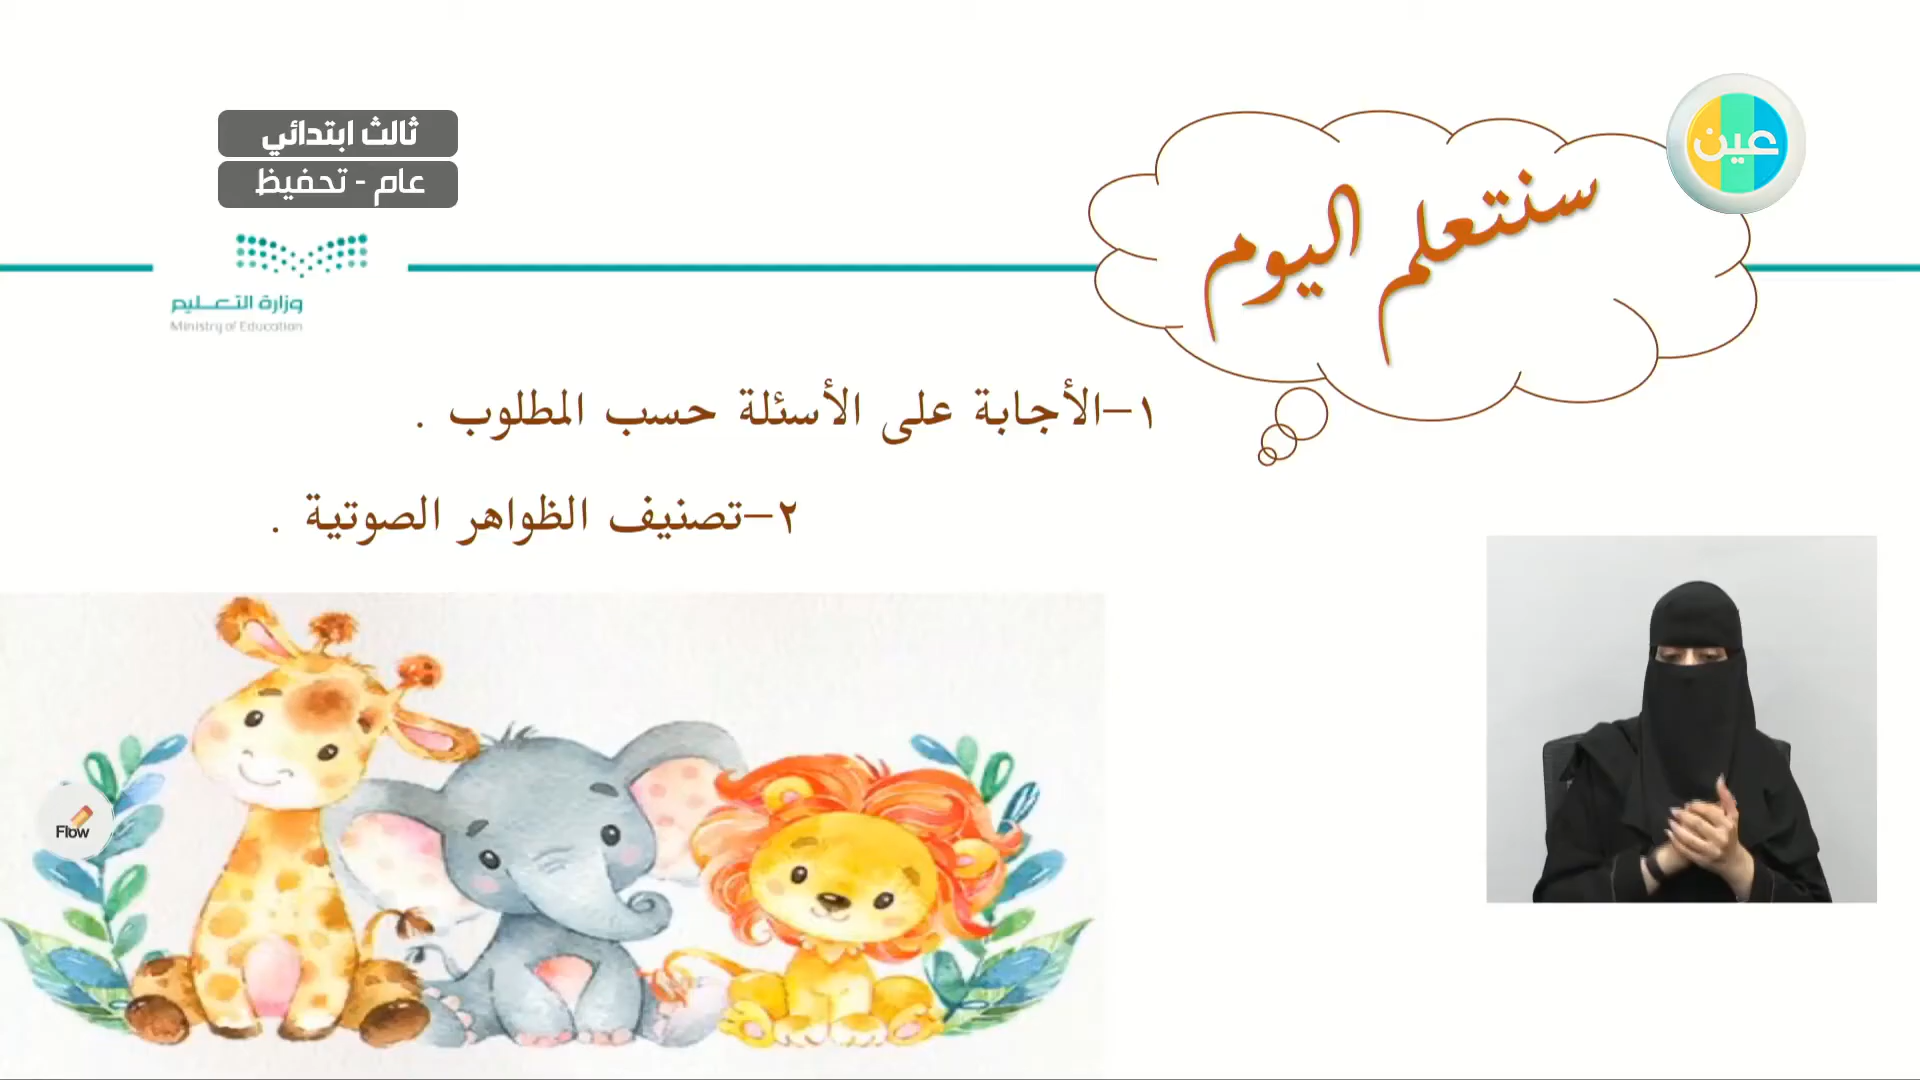 ثالث ابتدائي
عام - تحفيظ
عين
سنتعلم اليوم
وزارة التعليم
Ministry of Education
١-الأجابة على الأسئلة حسب المطلوب .
٢-تصنيف الظواهر الصوتية .
Flow